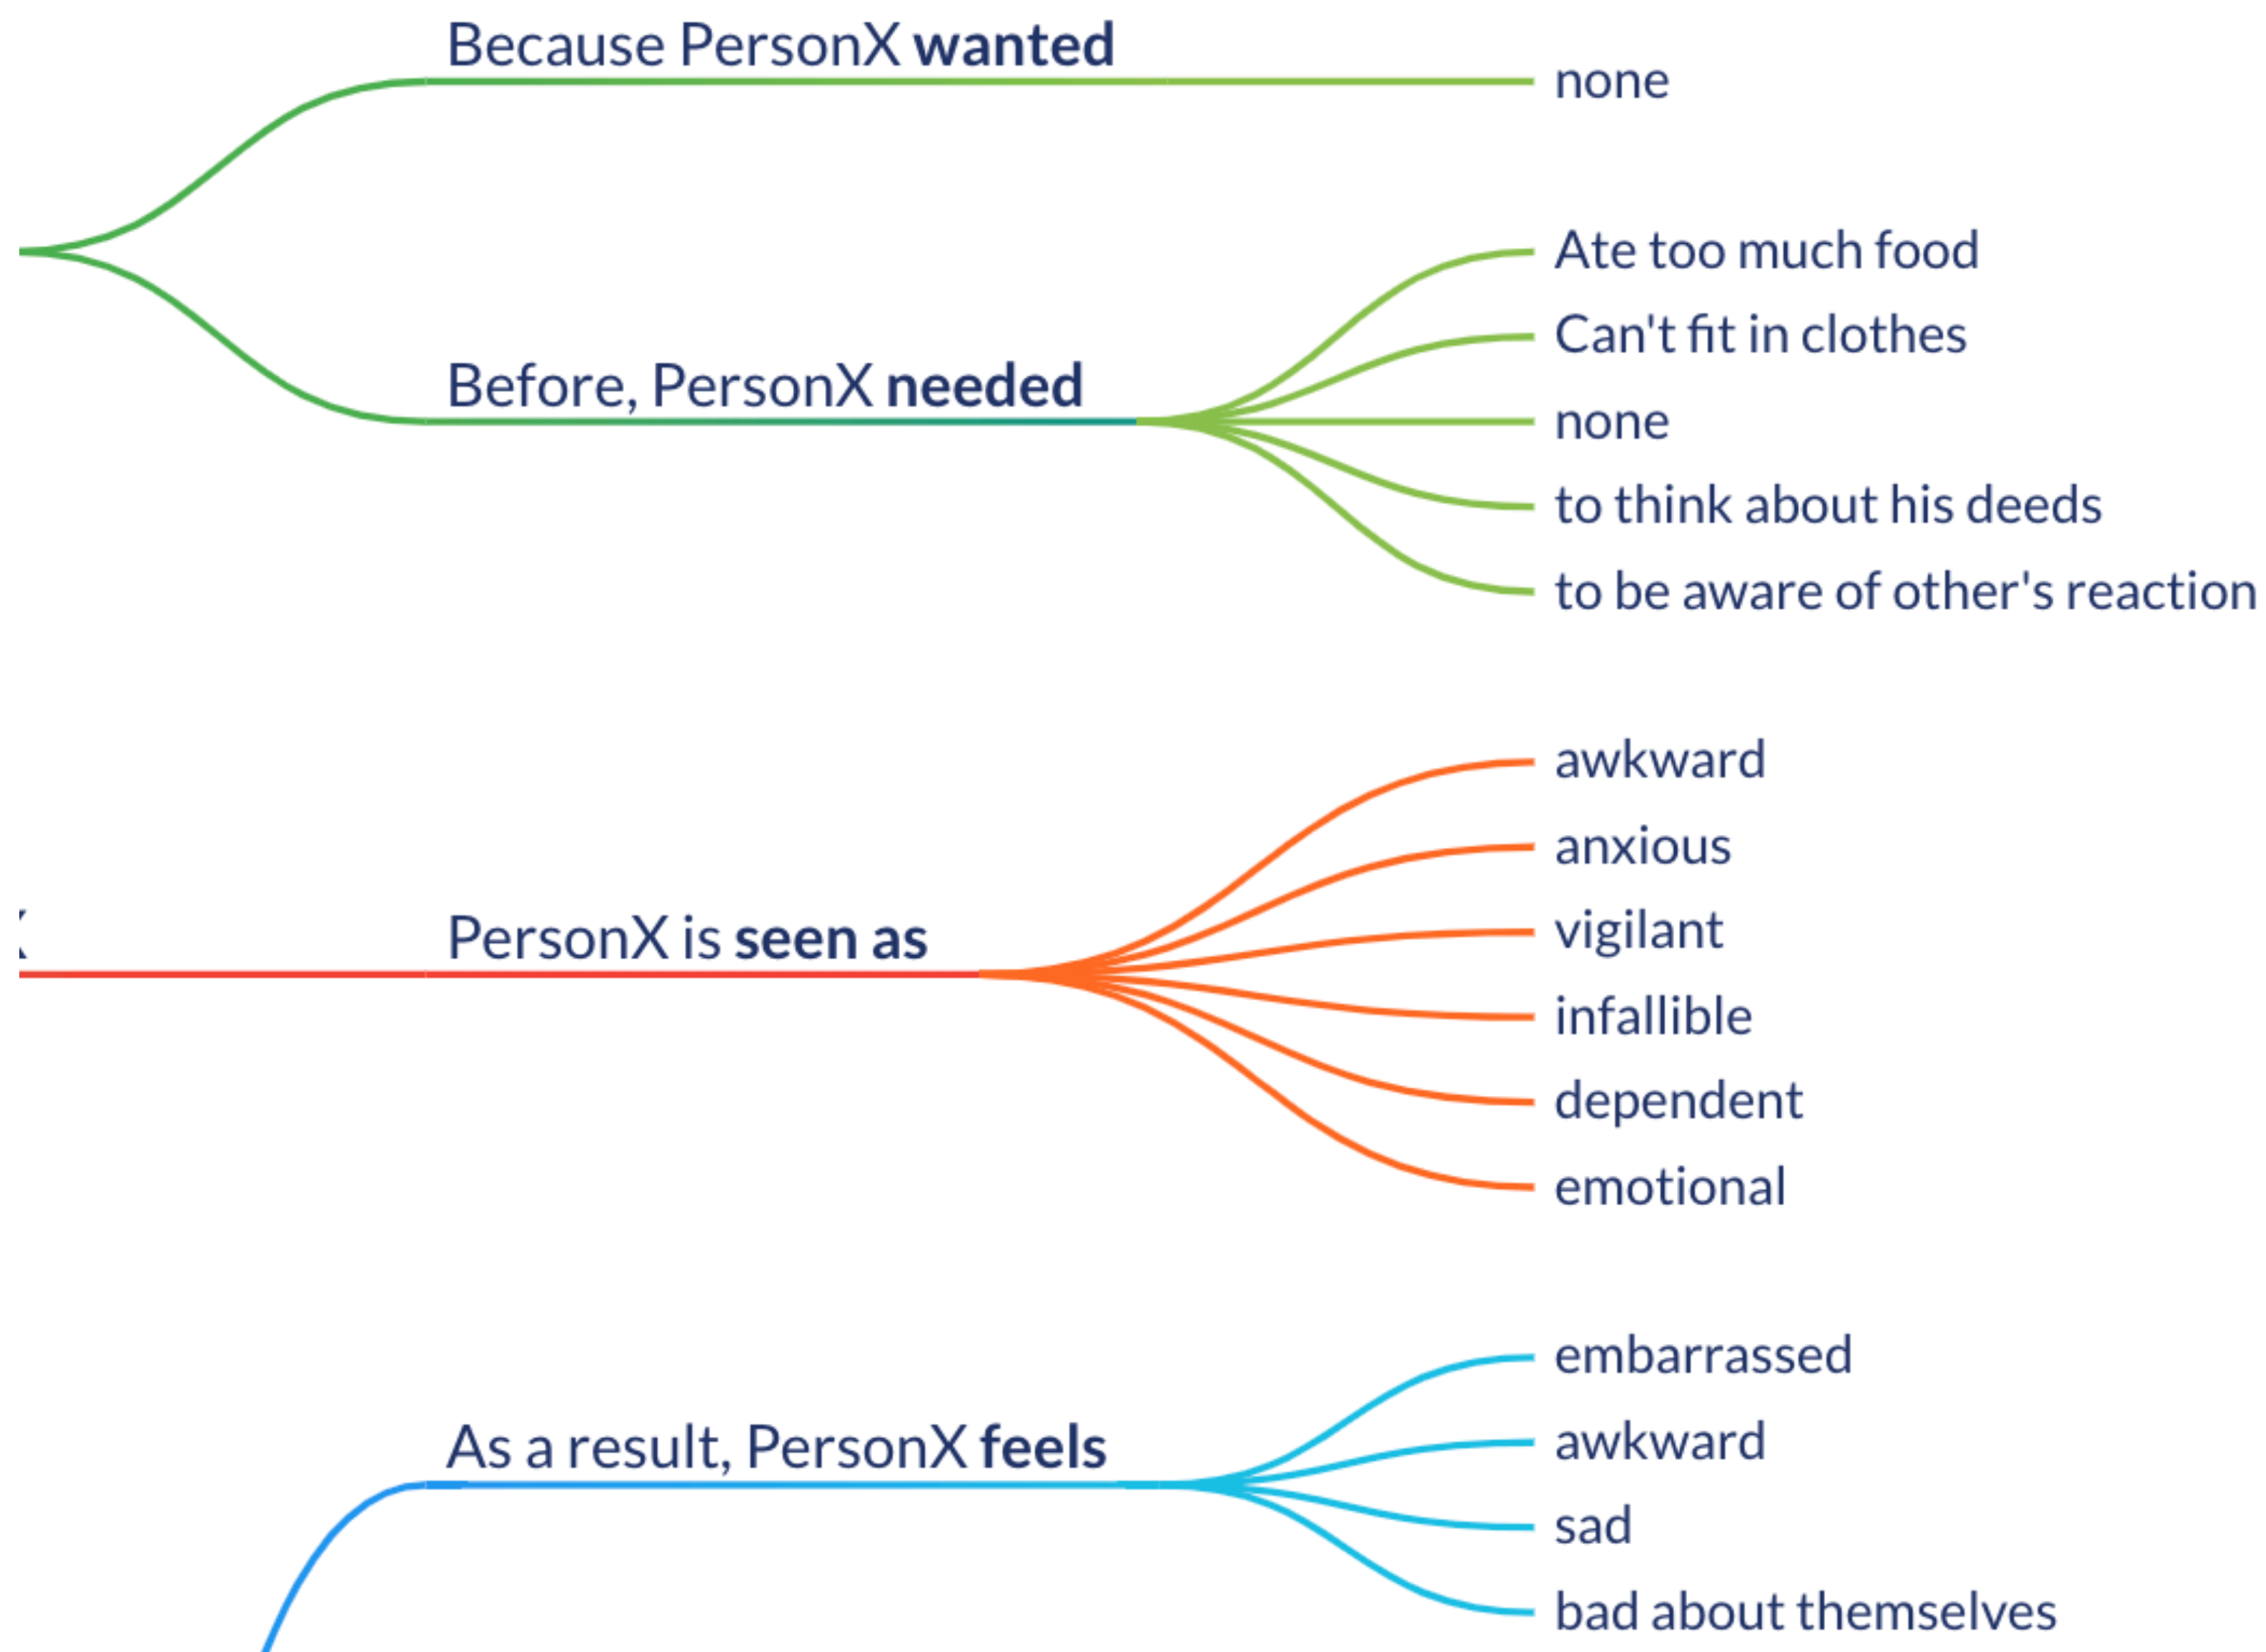 Because PersonX wanted
none
Before, PersonX needed
Ate too much food
Can't fit in clothes
none
to think about his deeds
to be aware of other's reaction
PersonX is seen as
awkward
anxious
vigilant
infallible
dependent
emotional
As a result, PersonX feels
embarrassed
awkward
sad
bad about themselves